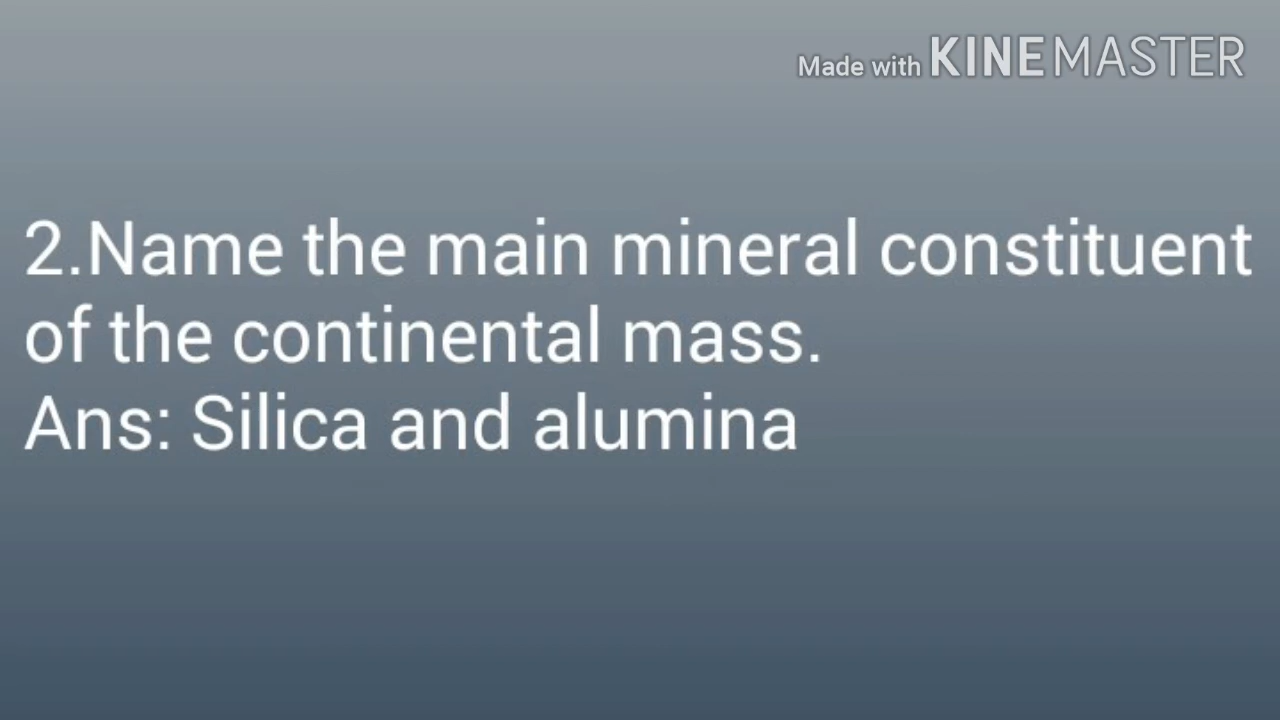 Made with KINEMASTER
2.Name the main mineral constituent
of the continental mass.
Ans: Silica and alumina